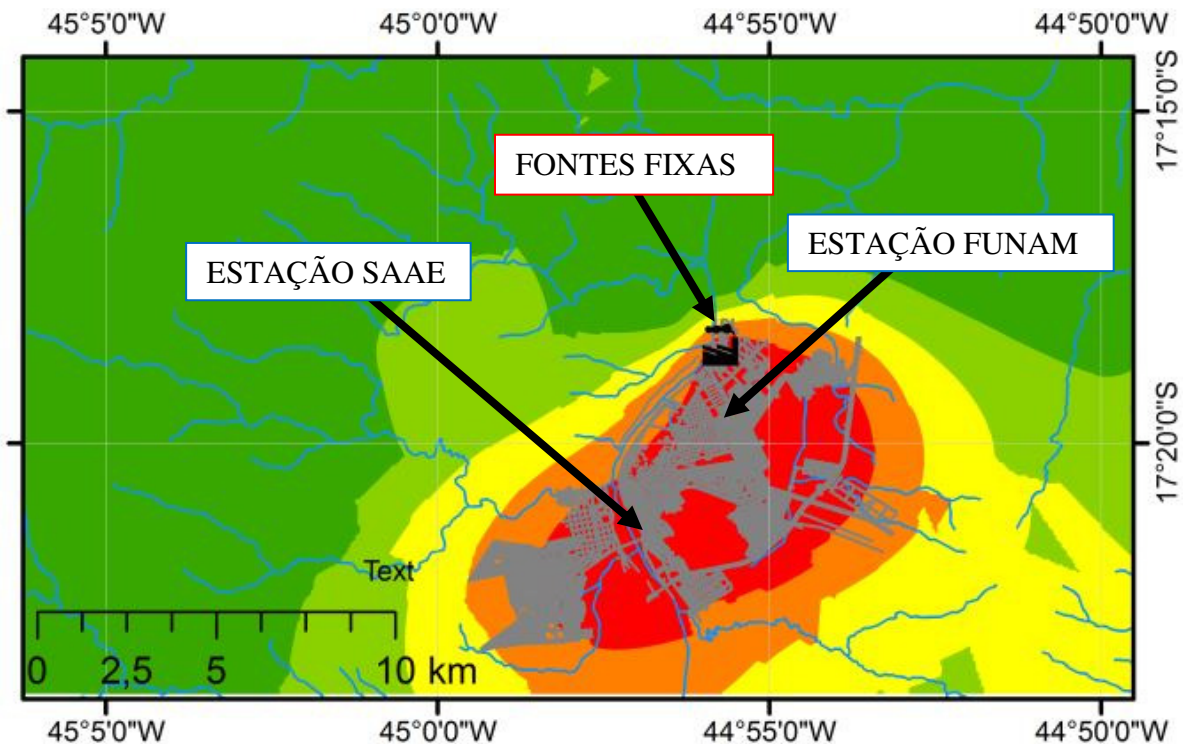 45°5'0"W 45°0'0"W 44°55'0"W 44°50'0"W
17°15'0"S
FONTES FIXAS
ESTAÇÃO FUNAM
ESTAÇÃO SAAE
17°20'0"S
Text
0 2,5 5 10 km
45°5'0"W 45°0'0"W 44°55'0"W 44°50'0"W